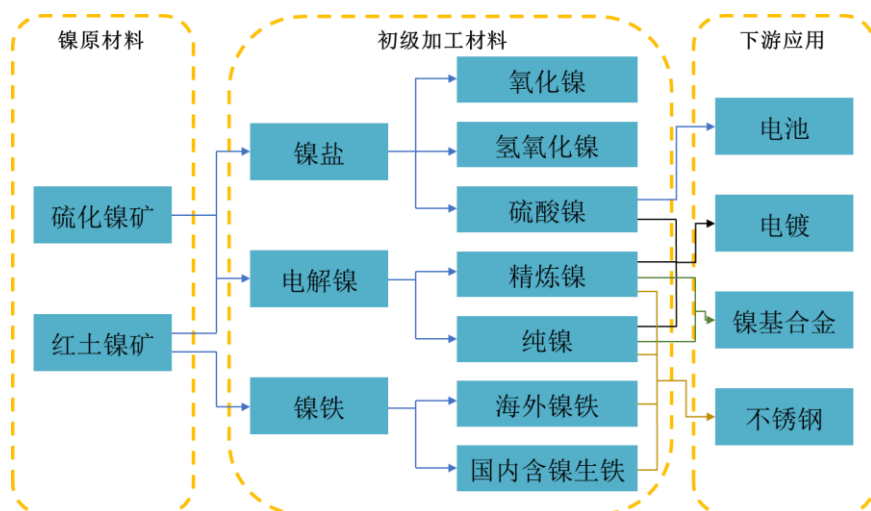 镍原材料
初级加工材料
下游应用
硫化镍矿
红土镍矿
镍盐
电解镍
镍铁
氧化镍
氢氧化镍
硫酸镍
精炼镍
纯镍
海外镍铁
国内含镍生铁
电池
电镀
镍基合金
不锈钢